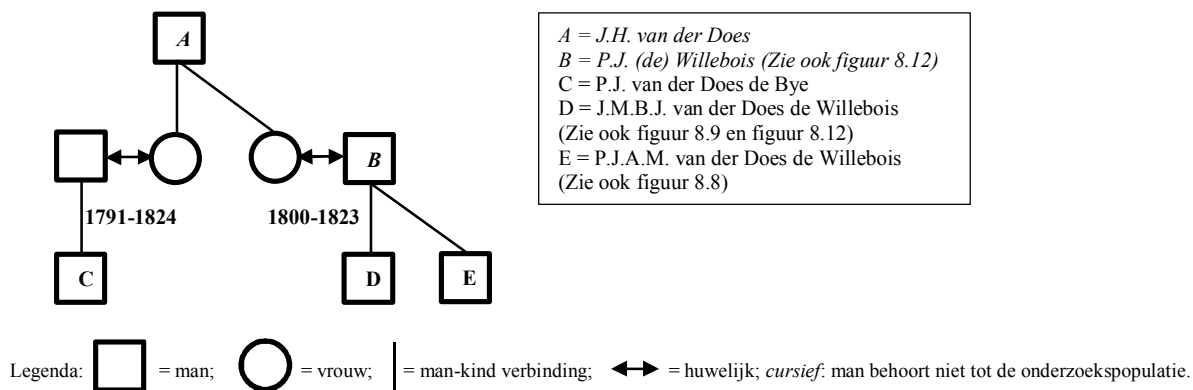 A
A = J.H. van der Does
B = P.J. (de) Willebois (Zie ook figuur 8.12)
C = P.J. van der Does de Bye
D = J.M.B.J. van der Does de Willebois
(Zie ook figuur 8.9 en figuur 8.12)
E = P.J.A.M. van der Does de Willebois
(Zie ook figuur 8.8)
B
1791-1824
1800-1823
C
D
E
Legenda: = man; = vrouw; = man-kind verbinding; = huwelijk; cursief: man behoort niet tot de onderzoekspopulatie.